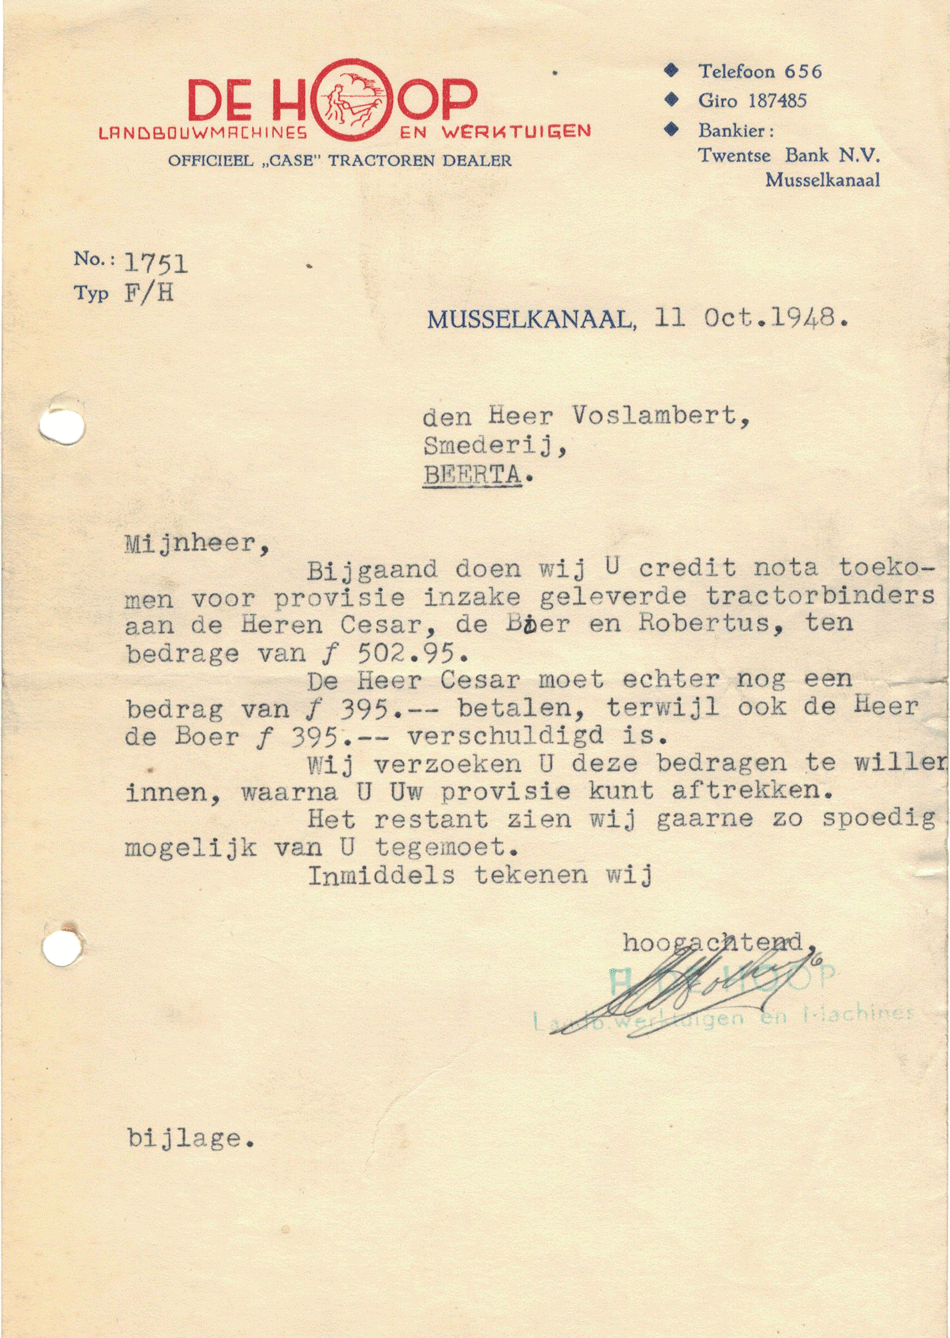 DE HOOP
LANDBOUWMACHINES EN WERKTUIGEN
OFFICIEEL „CASE" TRACTOREN DEALER
Telefoon 656
Giro 187485
Bankier:
Twentse Bank N.V.
Musselkanaal
No.: 1751
Typ F/H
MUSSELKANAAL, 11 Oct.1948.
den Heer Voslambert,
Smederij,
BEERTA.
Mijnheer,
Bijgaand doen wij U credit nota toeko-
men voor provisie inzake geleverde tractorbinders
aan de Heren Cesar, de Boer en Robertus, ten
bedrage van ƒ 502.95.
De Heer Cesar moet echter nog een
bedrag van ƒ 395.-- betalen, terwijl ook de Heer
de Boer ƒ 395.-- verschuldigd is.
Wij verzoeken U deze bedragen te willen
innen, waarna U Uw provisie kunt aftrekken.
Het restant zien wij gaarne zo spoedig
mogelijk van U tegemoet.
Inmiddels tekenen wij
hoogachtend,
DE HOOP
Landb.werktuigen en Machines
bijlage.